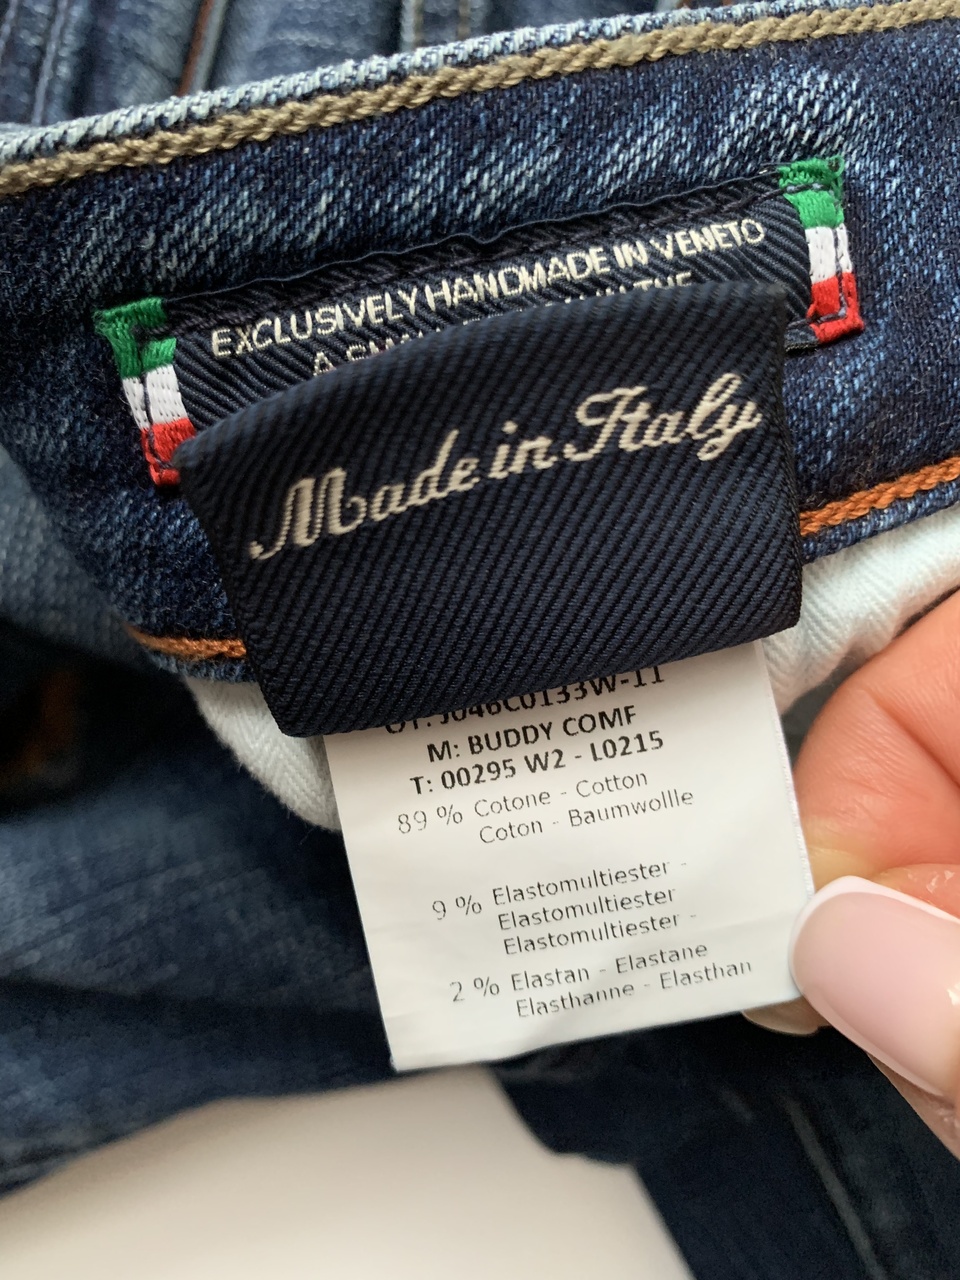 EXCLUSIVELY HANDMADE IN VENETO
A
Made in Italy
M: BUDDY COMF
T: 00295 W2 - L0215
89 % Cotone - Cotton
Coton - Baumwollle
9 % Elastomultiester -
Elastomultiester
Elastomultiester -
2 % Elastan - Elastane
Elasthanne - Elasthan